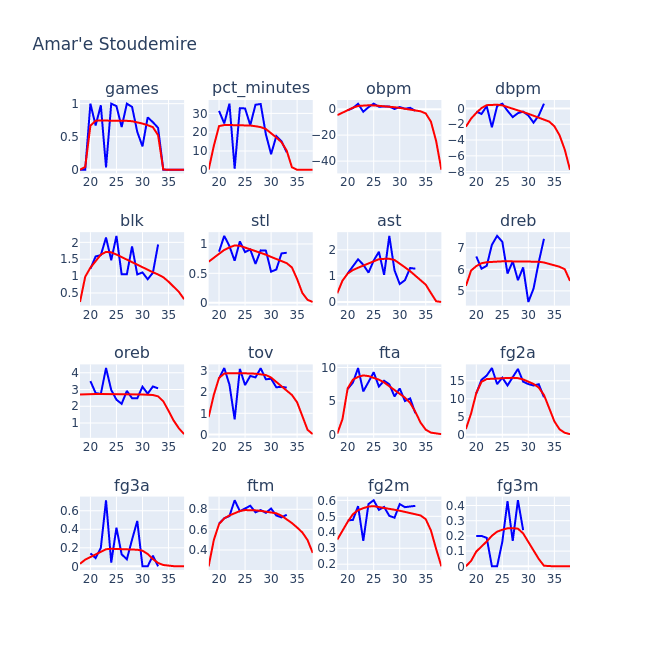 Amar'e Stoudemire
games pct_minutes obpm dbpm
1 0.5 0 20 25 30 35
30 20 10 0 20 25 30 35
0 −20 −40 20 25 30 35
0 −2 −4 −6 −8 20 25 30 35
blk stl ast dreb
2 1.5 1 0.5 20 25 30 35
1 0.5 0 20 25 30 35
2 1 0 20 25 30 35
7 6 5 20 25 30 35
oreb tov fta fg2a
4 3 2 1 20 25 30 35
3 2 1 0 20 25 30 35
10 5 0 20 25 30 35
15 10 5 0 20 25 30 35
fg3a ftm fg2m fg3m
0.6 0.4 0.2 0 20 25 30 35
0.8 0.6 0.4 20 25 30 35
0.6 0.5 0.4 0.3 0.2 20 25 30 35
0.4 0.3 0.2 0.1 0 20 25 30 35